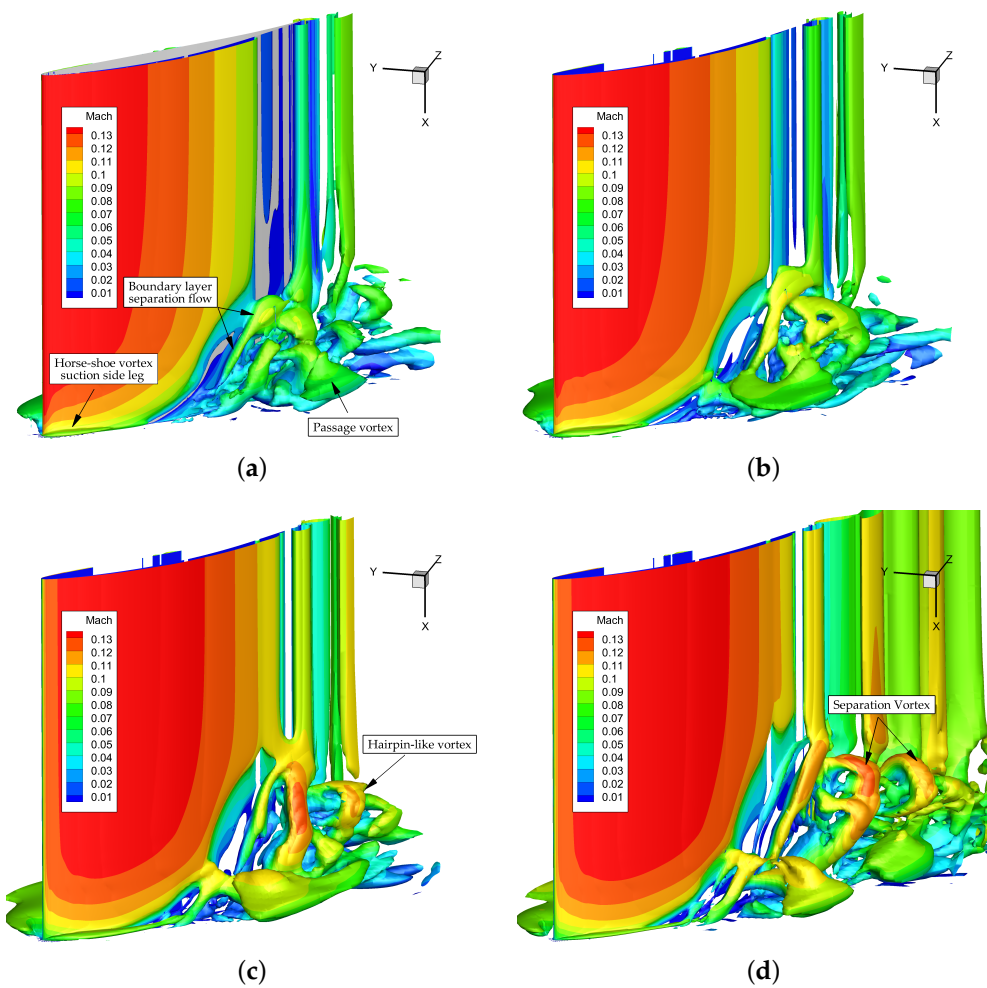 Y
Z
X
Mach
0.13
0.12
0.11
0.10
0.09
0.08
0.07
0.06
0.05
0.04
0.03
0.02
0.01
Boundary layer
separation flow
Horse-shoe vortex
suction side leg
Passage vortex
(a)
Y
Z
X
Mach
0.13
0.12
0.11
0.10
0.09
0.08
0.07
0.06
0.05
0.04
0.03
0.02
0.01
(b)
Y
Z
X
Mach
0.13
0.12
0.11
0.10
0.09
0.08
0.07
0.06
0.05
0.04
0.03
0.02
0.01
Hairpin-like vortex
(c)
Y
Z
X
Mach
0.13
0.12
0.11
0.10
0.09
0.08
0.07
0.06
0.05
0.04
0.03
0.02
0.01
Separation Vortex
(d)